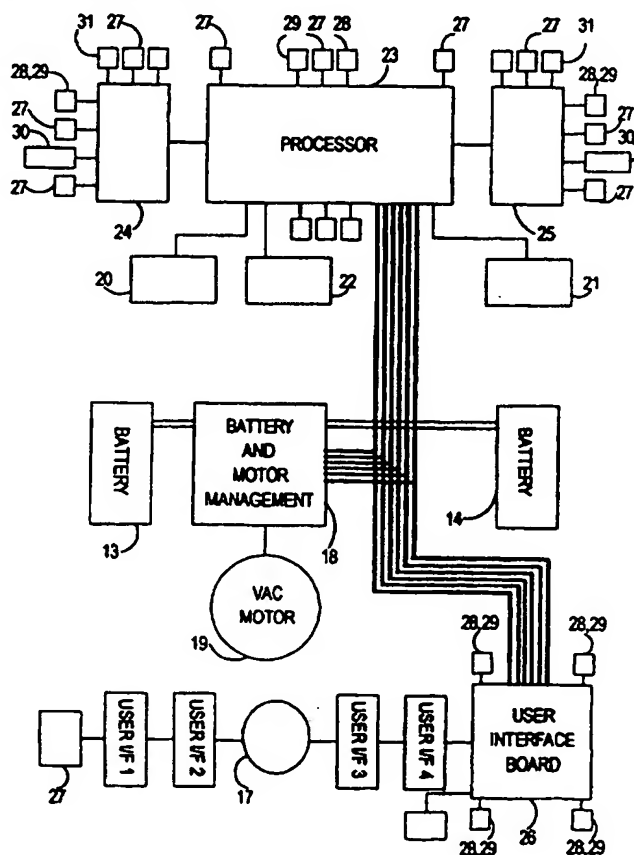 31 27 27 29 27 28 27 27 31
23
28,29 28,29
27 27
30 PROCESSOR 30
27 27
24 25
20 22 21
BATTERY
BATTERY AND MOTOR MANAGEMENT
BATTERY
13 18 14
VAC MOTOR
19
28,29 28,29
USER I/F 1
USER I/F 2
USER I/F 3
USER I/F 4
USER INTERFACE BOARD
27 17 26
28,29 28,29